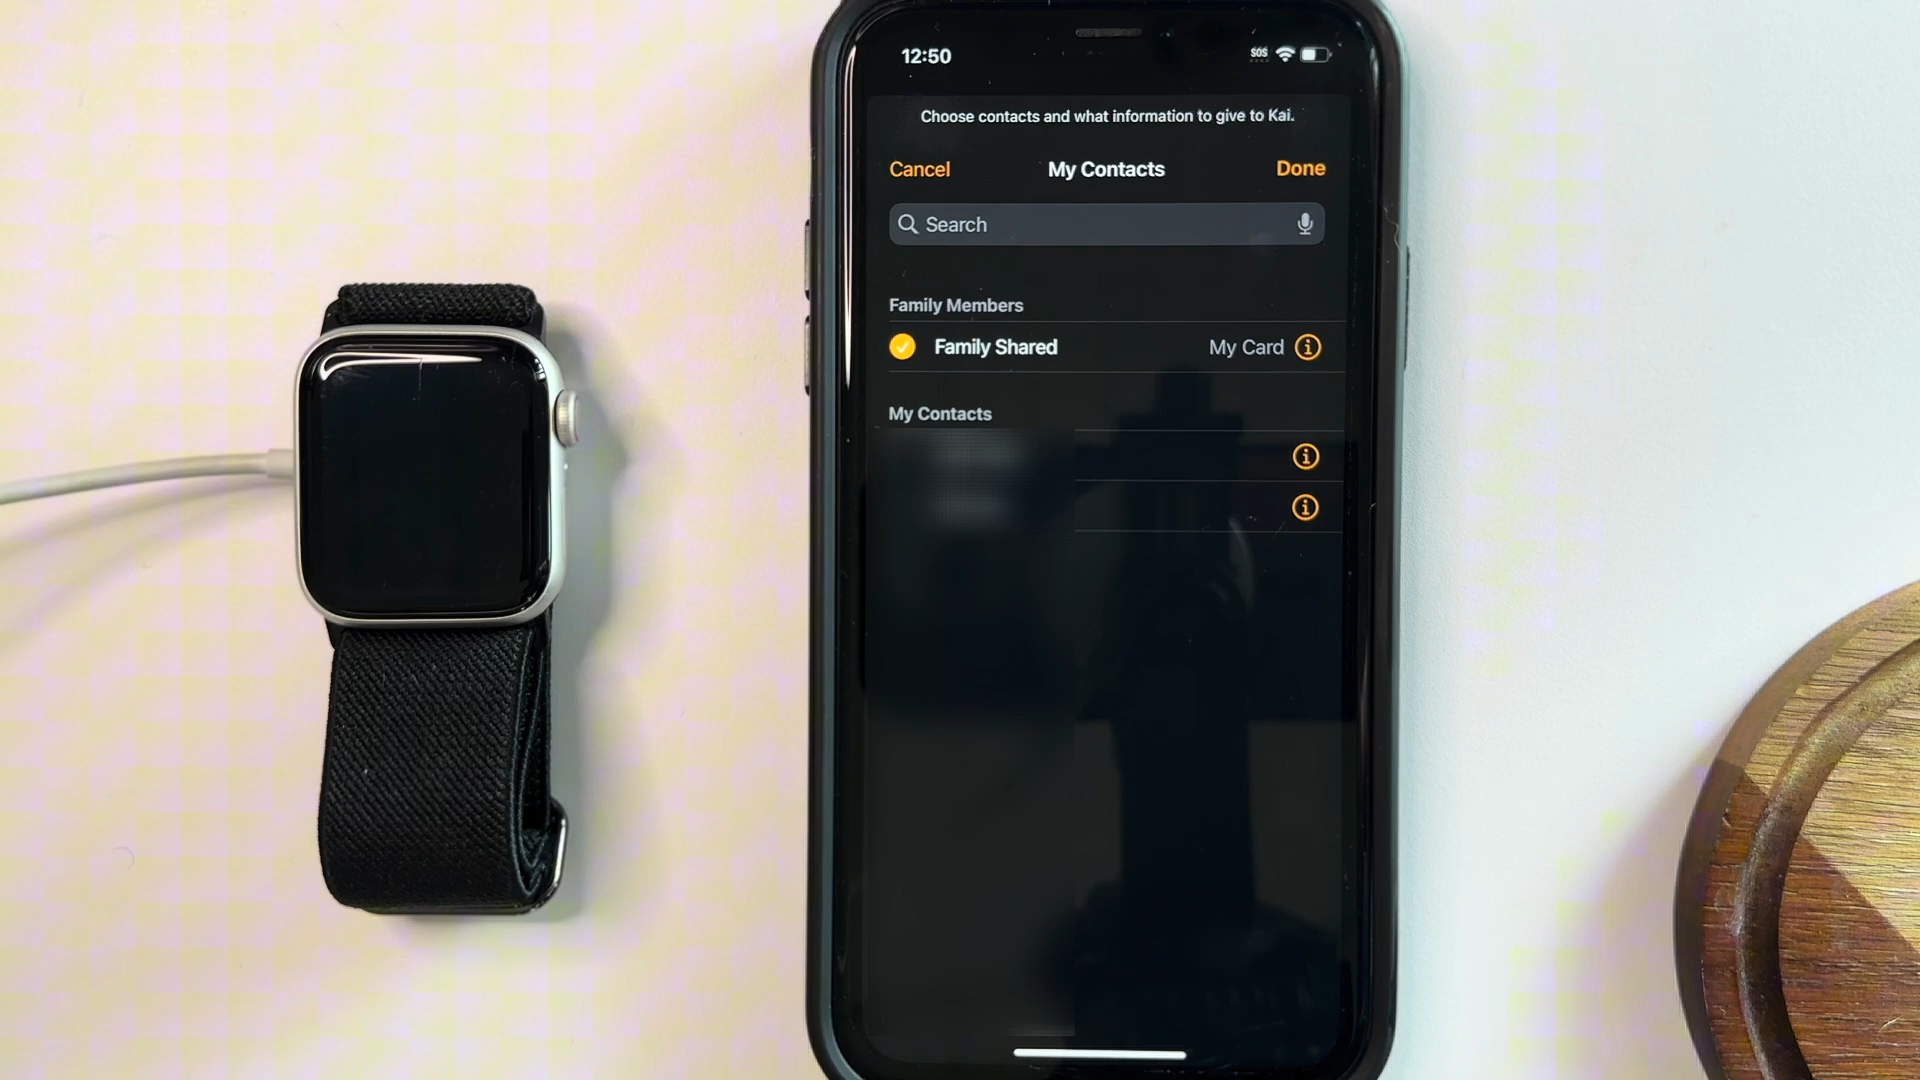 12:50 SOS
Choose contacts and what information to give to Kai.
Cancel My Contacts Done
Search
Family Members
Family Shared My Card
My Contacts